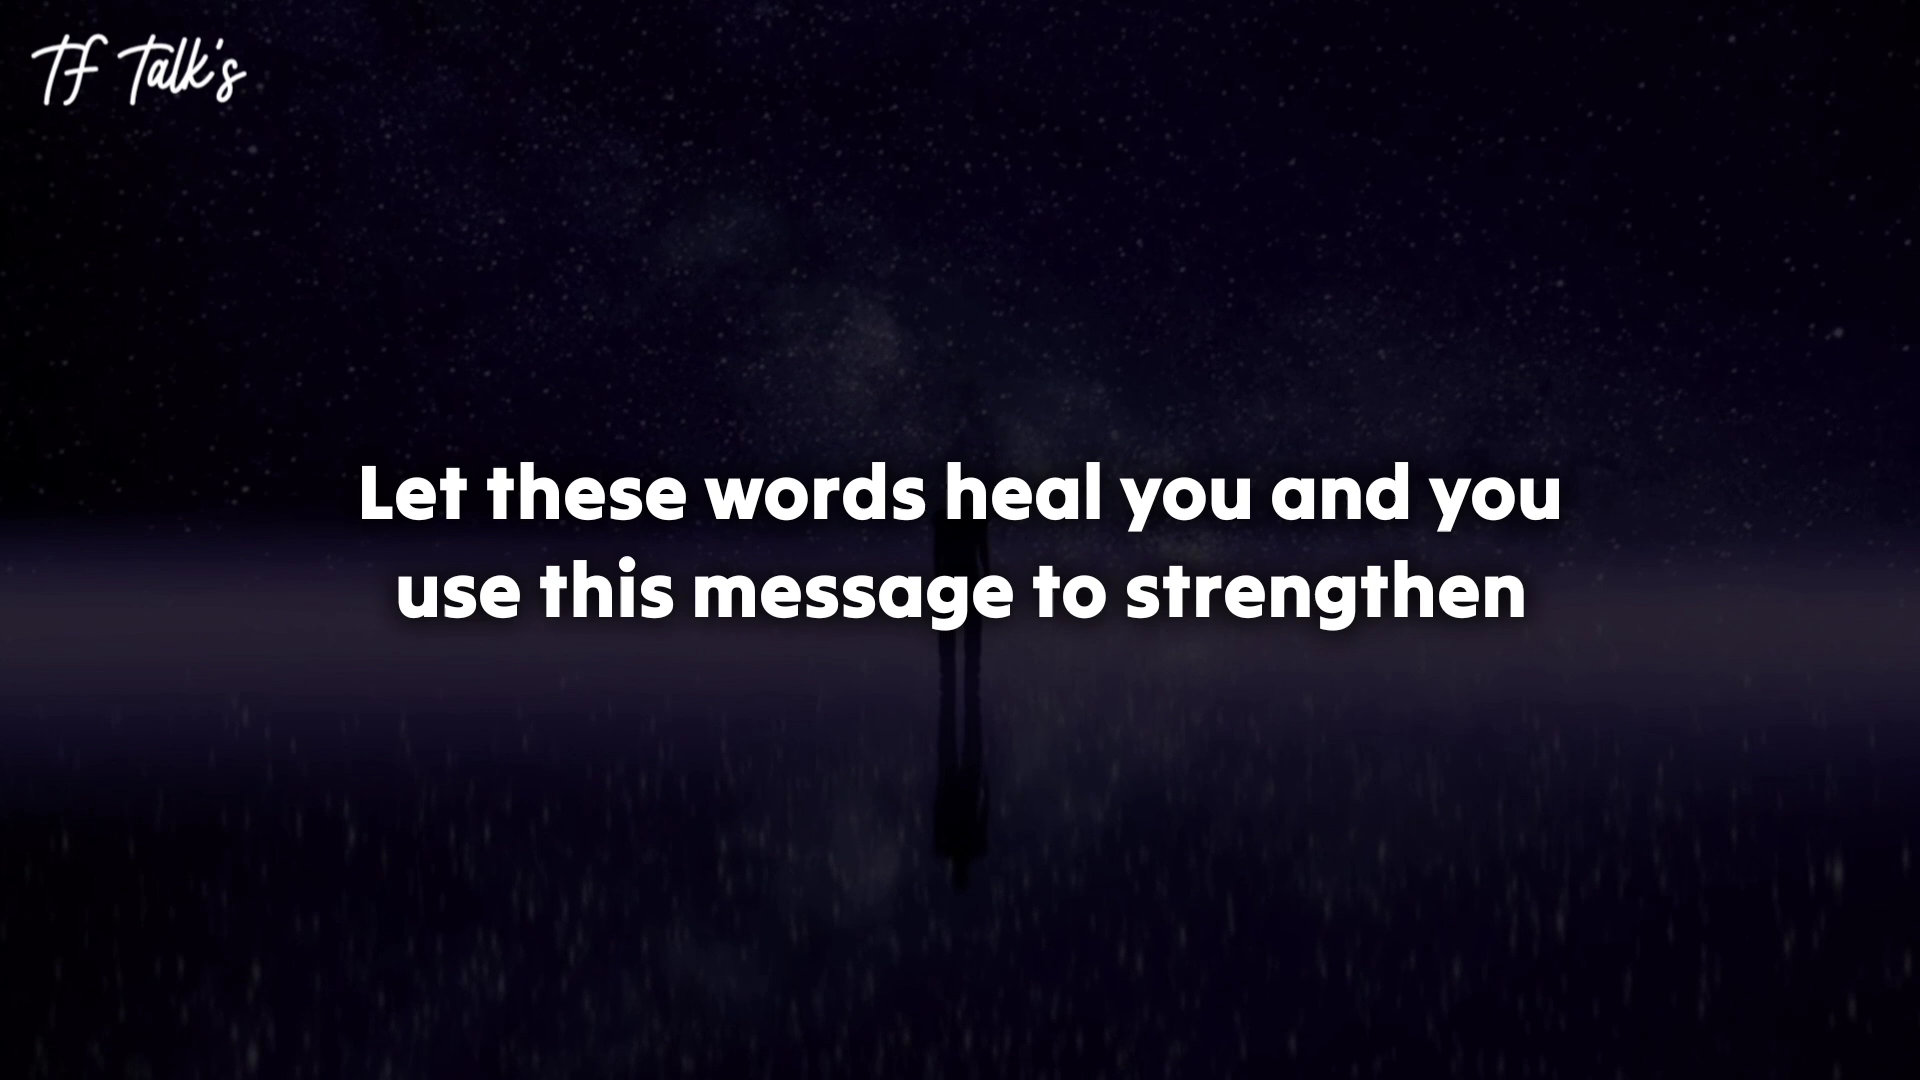 TF Talk's
Let these words heal you and you
use this message to strengthen